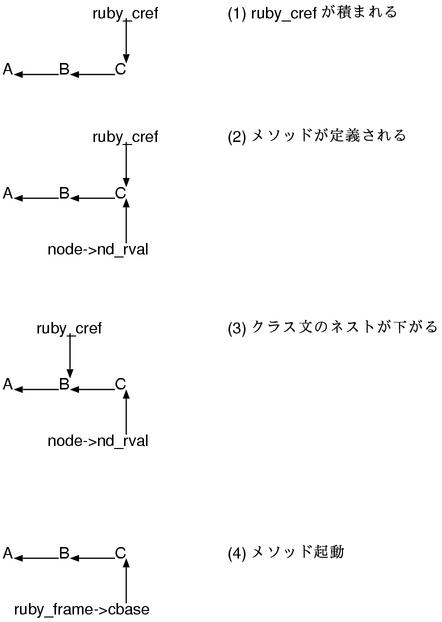 ruby_cref (1) ruby_cref が積まれる
A B C
ruby_cref (2) メソッドが定義される
A B C
node->nd_rval
ruby_cref (3) クラス文のネストが下がる
A B C
node->nd_rval
A B C (4) メソッド起動
ruby_frame->cbase